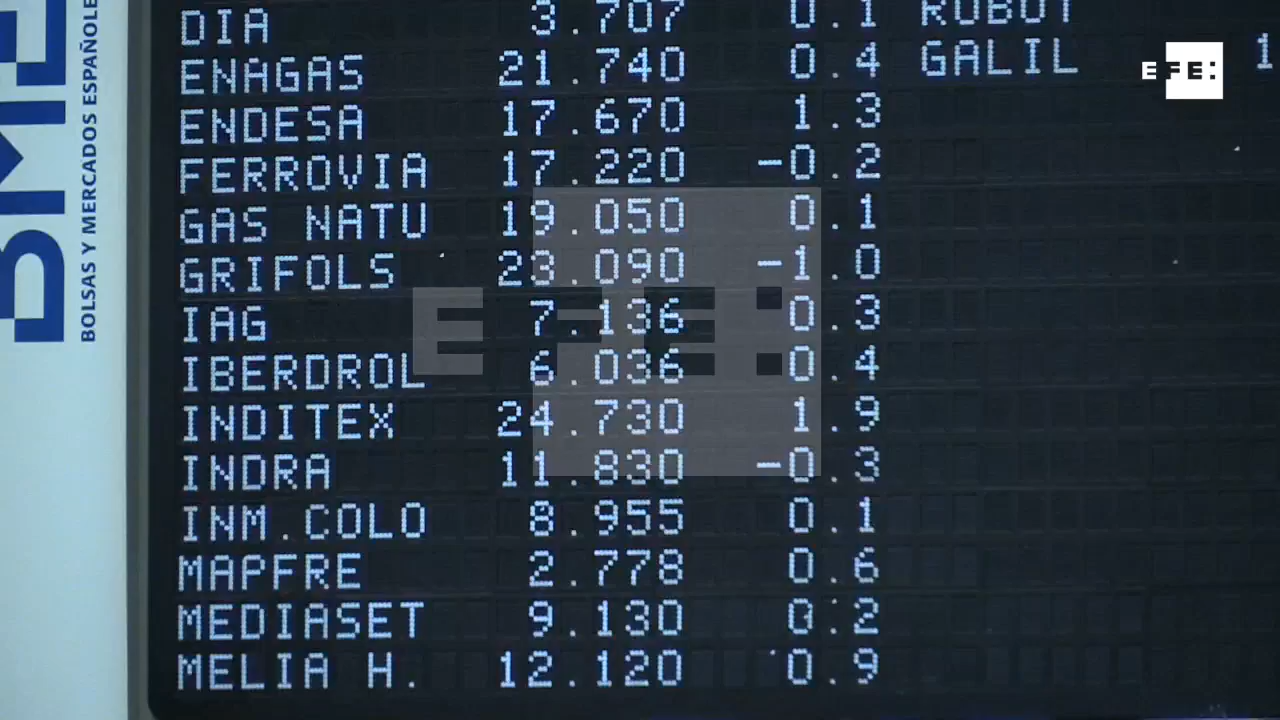 BME
BOLSAS Y MERCADOS ESPAÑOLE
DIA 3.707 0.1 ROBOT
ENAGAS 21.740 0.4 GALIL 1
ENDESA 17.670 1.3
FERROVIA 17.220 -0.2
GAS NATU 19.050 0.1
GRIFOLS 23.090 -1.0
IAG 7.136 0.3
IBERDROL 6.036 0.4
INDITEX 24.730 1.9
INDRA 11.830 -0.3
INM.COLO 8.955 0.1
MAPFRE 2.778 0.6
MEDIASET 9.130 0.2
MELIA H. 12.120 0.9
EFE:
EFE: